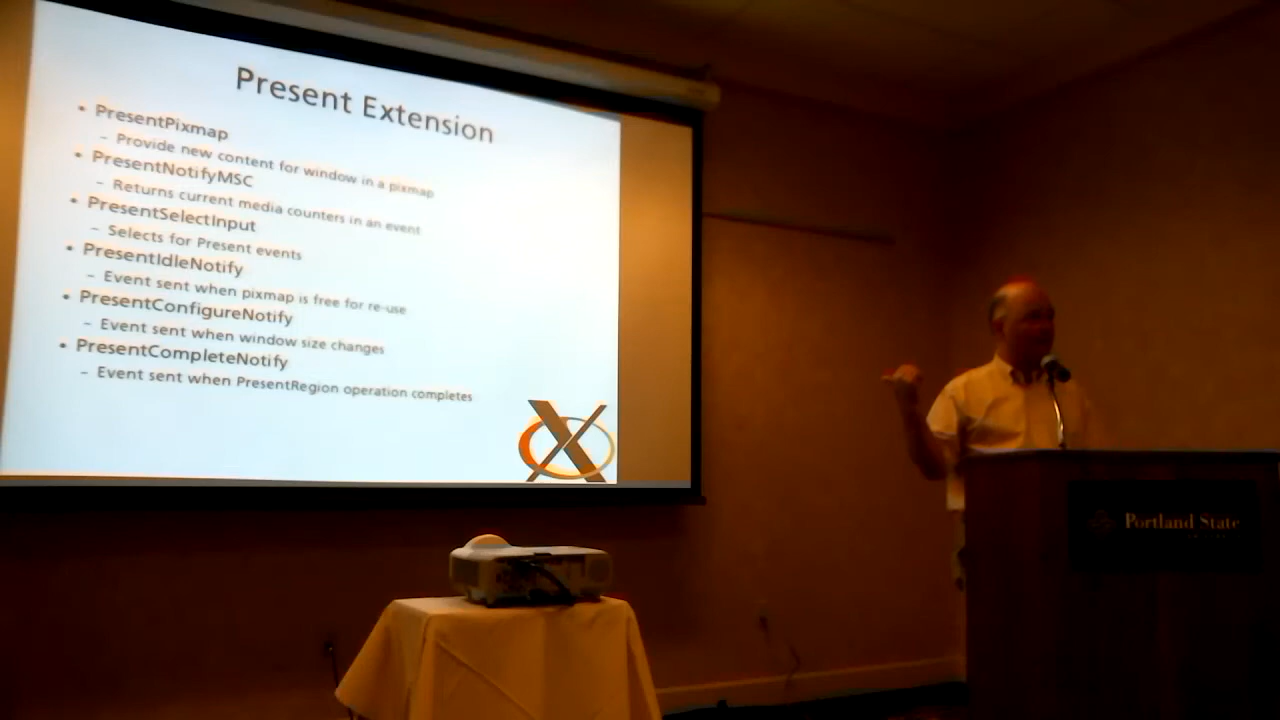 Present Extension
• PresentPixmap
– Provide new content for window in a pixmap
• PresentNotifyMSC
– Returns current media counters in an event
• PresentSelectInput
– Selects for Present events
• PresentIdleNotify
– Event sent when pixmap is free for re-use
• PresentConfigureNotify
– Event sent when window size changes
• PresentCompleteNotify
– Event sent when PresentRegion operation completes
X
Portland State